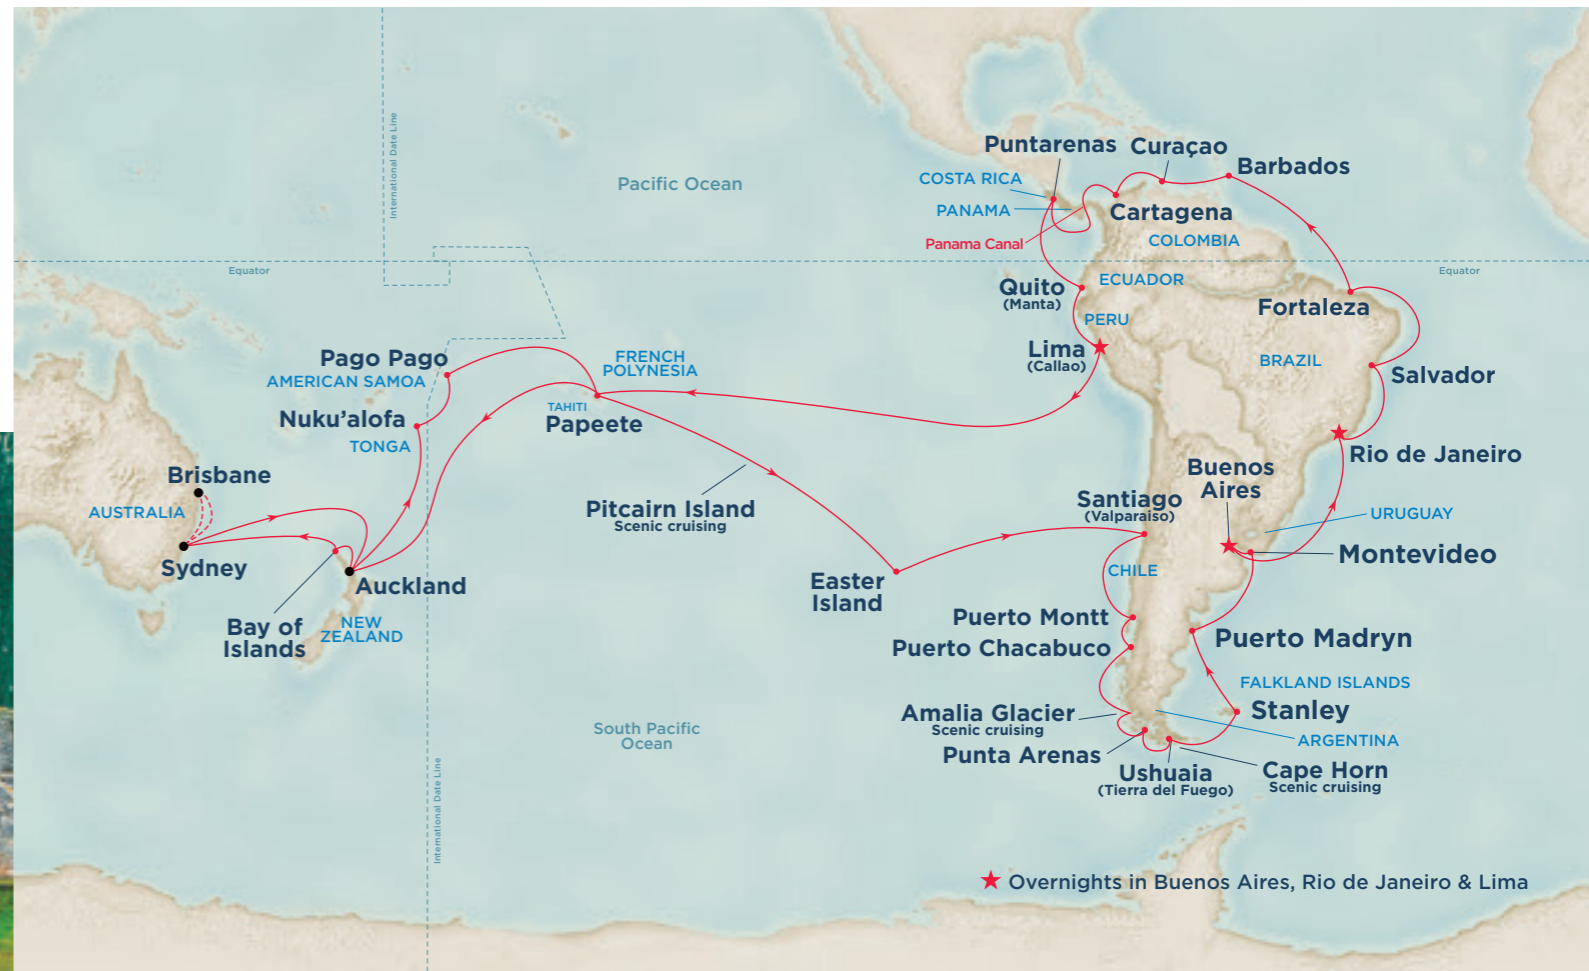 Puntarenas
Curaçao
Barbados
COSTA RICA
PANAMA
Panama Canal
Cartagena
COLOMBIA
Pacific Ocean
International Date Line
Equator
Equator
Quito
(Manta)
ECUADOR
PERU
Lima
(Callao)
Fortaleza
BRAZIL
Salvador
Rio de Janeiro
Pago Pago
AMERICAN SAMOA
Nuku'alofa
TONGA
FRENCH
POLYNESIA
TAHITI
Papeete
Brisbane
AUSTRALIA
Sydney
Auckland
Bay of
Islands
NEW
ZEALAND
Pitcairn Island
Scenic cruising
Easter
Island
Santiago
(Valparaiso)
Buenos
Aires
URUGUAY
Montevideo
CHILE
Puerto Montt
Puerto Chacabuco
Puerto Madryn
FALKLAND ISLANDS
Stanley
Amalia Glacier
Scenic cruising
ARGENTINA
Punta Arenas
Ushuaia
(Tierra del Fuego)
Cape Horn
Scenic cruising
South Pacific
Ocean
International Date Line
★ Overnights in Buenos Aires, Rio de Janeiro & Lima